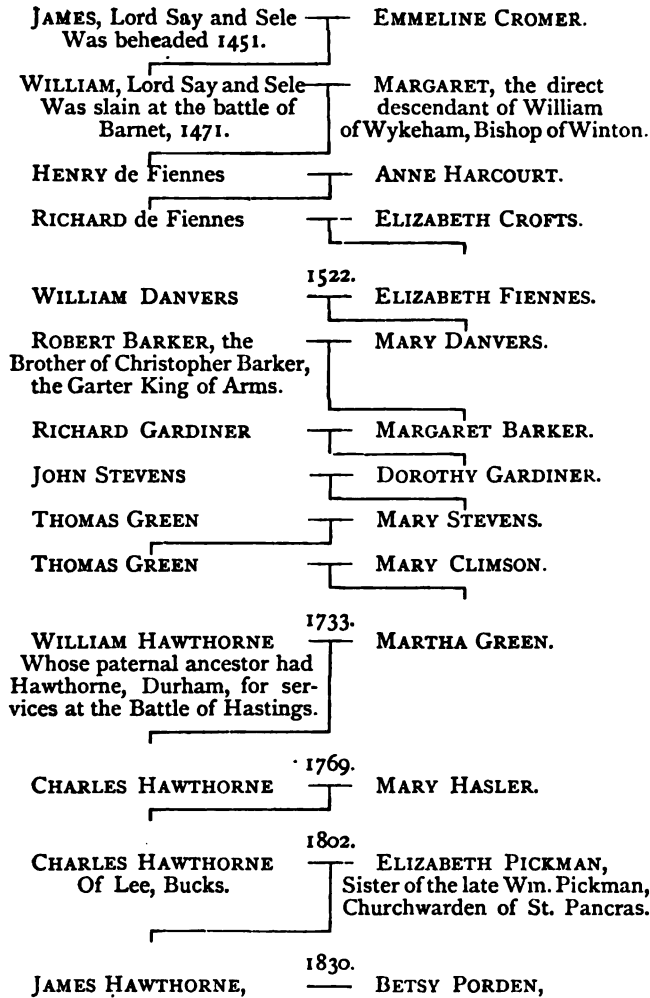 JAMES, Lord Say and Sele EMMELINE CROMER.
Was beheaded 1451.
WILLIAM, Lord Say and Sele MARGARET, the direct
Was slain at the battle of descendant of William
Barnet, 1471. of Wykeham, Bishop of Winton.
HENRY de Fiennes ANNE HARCOURT.
RICHARD de Fiennes ELIZABETH CROFTS.
1522.
WILLIAM DANVERS ELIZABETH FIENNES.
ROBERT BARKER, the MARY DANVERS.
Brother of Christopher Barker,
the Garter King of Arms.
RICHARD GARDINER MARGARET BARKER.
JOHN STEVENS DOROTHY GARDINER.
THOMAS GREEN MARY STEVENS.
THOMAS GREEN MARY CLIMSON.
1733.
WILLIAM HAWTHORNE MARTHA GREEN.
Whose paternal ancestor had
Hawthorne, Durham, for ser-
vices at the Battle of Hastings.
1769.
CHARLES HAWTHORNE MARY HASLER.
1802.
CHARLES HAWTHORNE ELIZABETH PICKMAN,
Of Lee, Bucks. Sister of the late Wm. Pickman,
Churchwarden of St. Pancras.
1830.
JAMES HAWTHORNE, BETSY PORDEN,